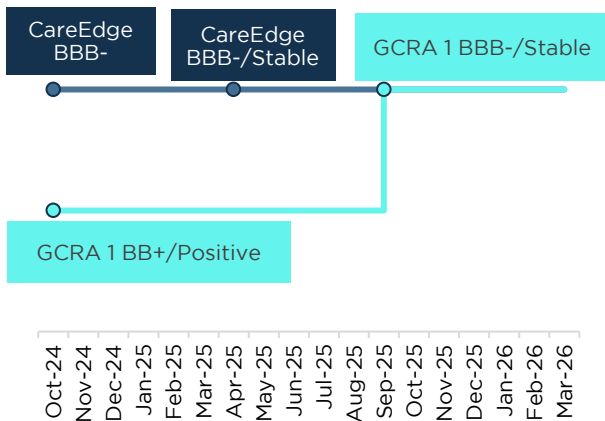 CareEdge
BBB-
CareEdge
BBB-/Stable
GCRA 1 BBB-/Stable
GCRA 1 BB+/Positive
Oct-24
Nov-24
Dec-24
Jan-25
Feb-25
Mar-25
Apr-25
May-25
Jun-25
Jul-25
Aug-25
Sep-25
Oct-25
Nov-25
Dec-25
Jan-26
Feb-26
Mar-26